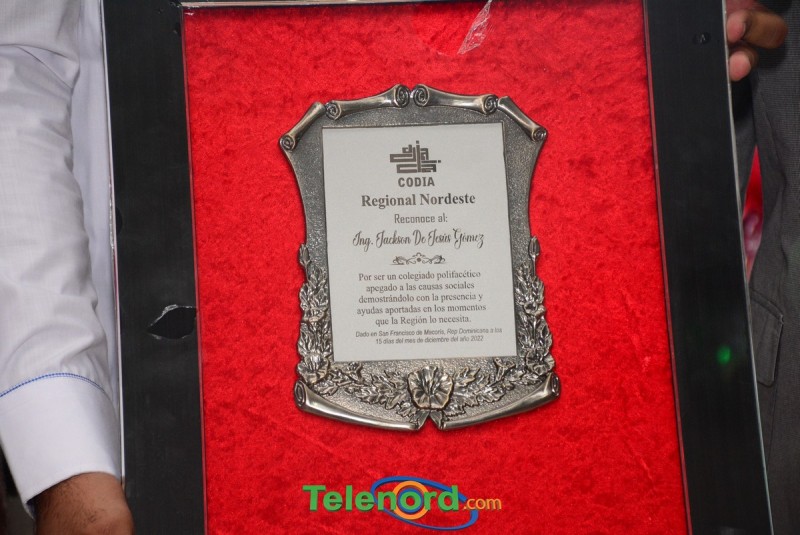 CODIA
Regional Nordeste
Reconoce al:
Ing. Jackson De Jesús Gómez
Por ser un colegiado polifacético
apegado a las causas sociales
demostrándolo con la presencia y
ayudas aportadas en los momentos
que la Región lo necesita.
Dado en San Francisco de Macorís, Rep Dominicana a los
15 días del mes de diciembre del año 2022
Telenord.com